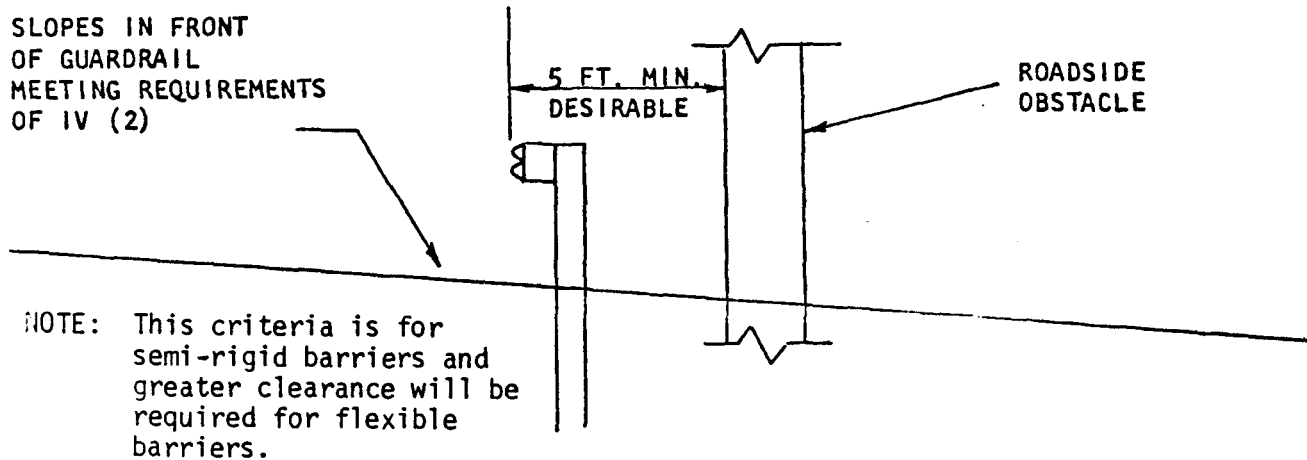 SLOPES IN FRONT
OF GUARDRAIL
MEETING REQUIREMENTS
OF IV (2)
5 FT. MIN.
DESIRABLE
ROADSIDE
OBSTACLE
NOTE: This criteria is for
semi-rigid barriers and
greater clearance will be
required for flexible
barriers.